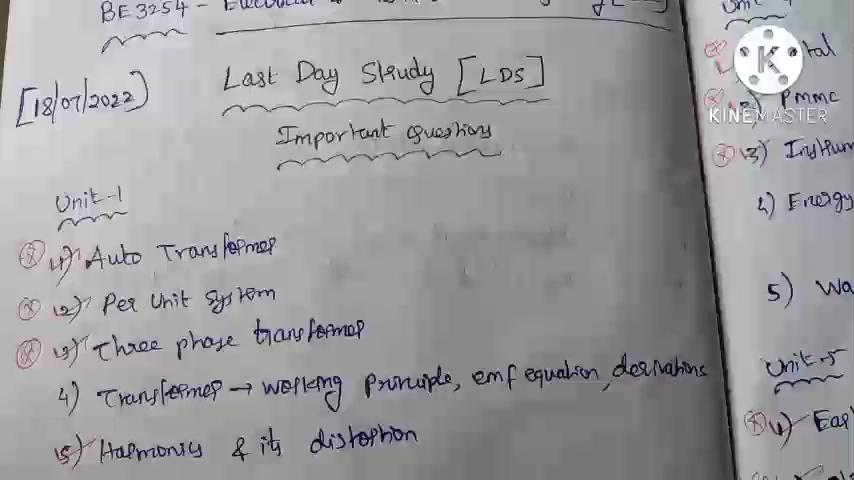 BE3254 -
[18/07/2022]
Last Day Study [LDS]
Important questions
Unit-1
1) Auto Transformer
2) Per Unit System
3) Three phase transformer
4) Transformer → working principle, emf equation, derivations
5) Harmonics & its distortion
K
KINEMASTER
2) PMMC
3) Instrum
4) Energy
5) Wa
Unit-5
1) Ear